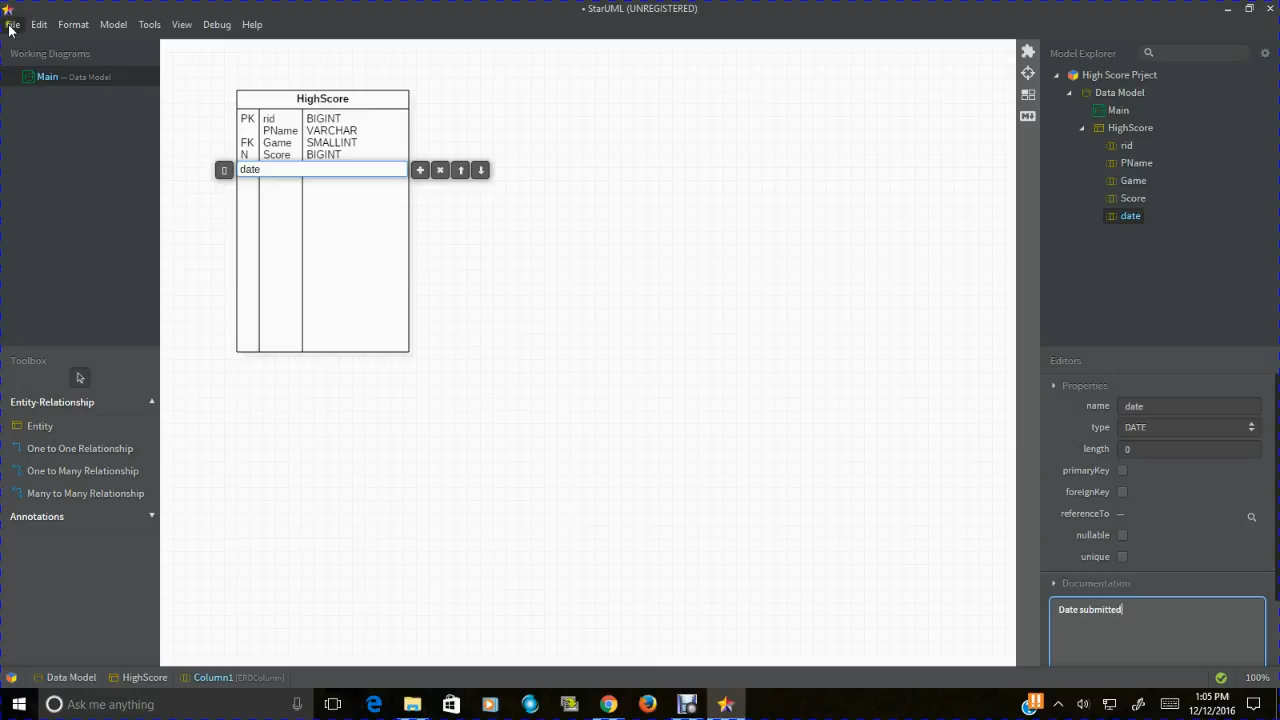 • StarUML (UNREGISTERED)
File Edit Format Model Tools View Debug Help
Working Diagrams
Main — Data Model
HighScore
PK rid BIGINT
PName VARCHAR
FK Game SMALLINT
N Score BIGINT
date
Toolbox
Entity-Relationship
Entity
One to One Relationship
One to Many Relationship
Many to Many Relationship
Annotations
Model Explorer
High Score Prject
Data Model
Main
HighScore
rid
PName
Game
Score
date
Editors
Properties
name date
type DATE
length 0
primaryKey
foreignKey
referenceTo —
nullable
unique
Documentation
Date submitted
Data Model HighScore Column1 [ERDColumn]
100%
Ask me anything
1:05 PM
12/12/2016